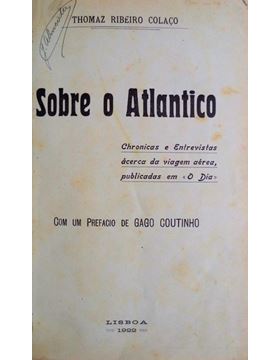 THOMAZ RIBEIRO COLAÇO
Sobre o Atlantico
Chronicas e Entrevistas
ácerca da viagem aérea,
publicadas em «O Dia»
COM UM PREFACIO DE GAGO COUTINHO
LISBOA
1922